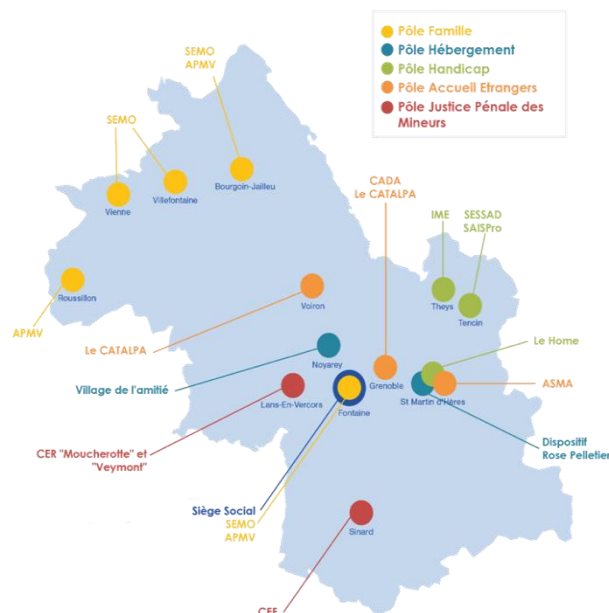 Pôle Famille
Pôle Hébergement
Pôle Handicap
Pôle Accueil Etrangers
Pôle Justice Pénale des
Mineurs
SEMO
APMV
SEMO
Bourgoin-Jailleu
Villefontaine
Vienne
CADA
Le CATALPA
IME
SESSAD
SAISPro
Roussillon
Theys
Tencin
Voiron
APMV
Le CATALPA
Noyarey
Le Home
Grenoble
Village de l'amitié
Lans-En-Vercors
Fontaine
St Martin d'Hères
ASMA
CER "Moucherotte" et
"Veymont"
Dispositif
Rose Pelletier
Siège Social
SEMO
APMV
Sinard